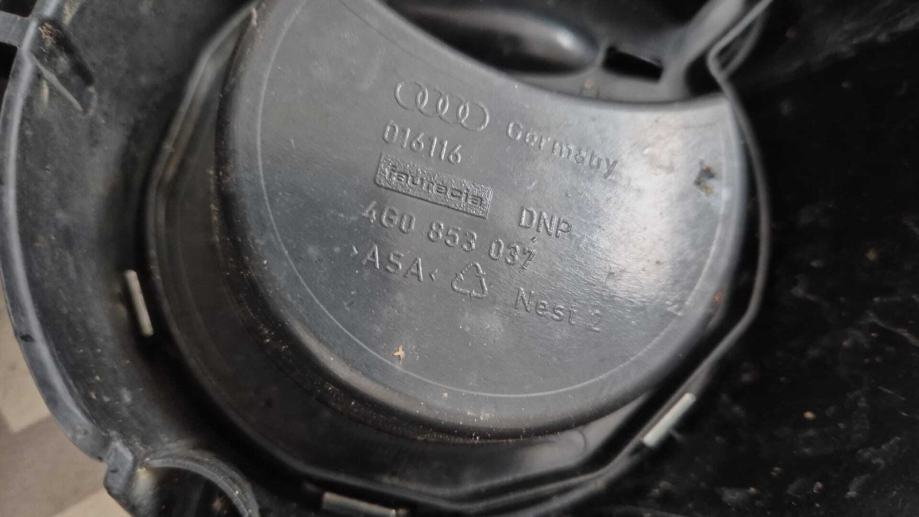 Germany
016116
faurecia
DNP
4G0 853 037
>ASA<
Nest 2